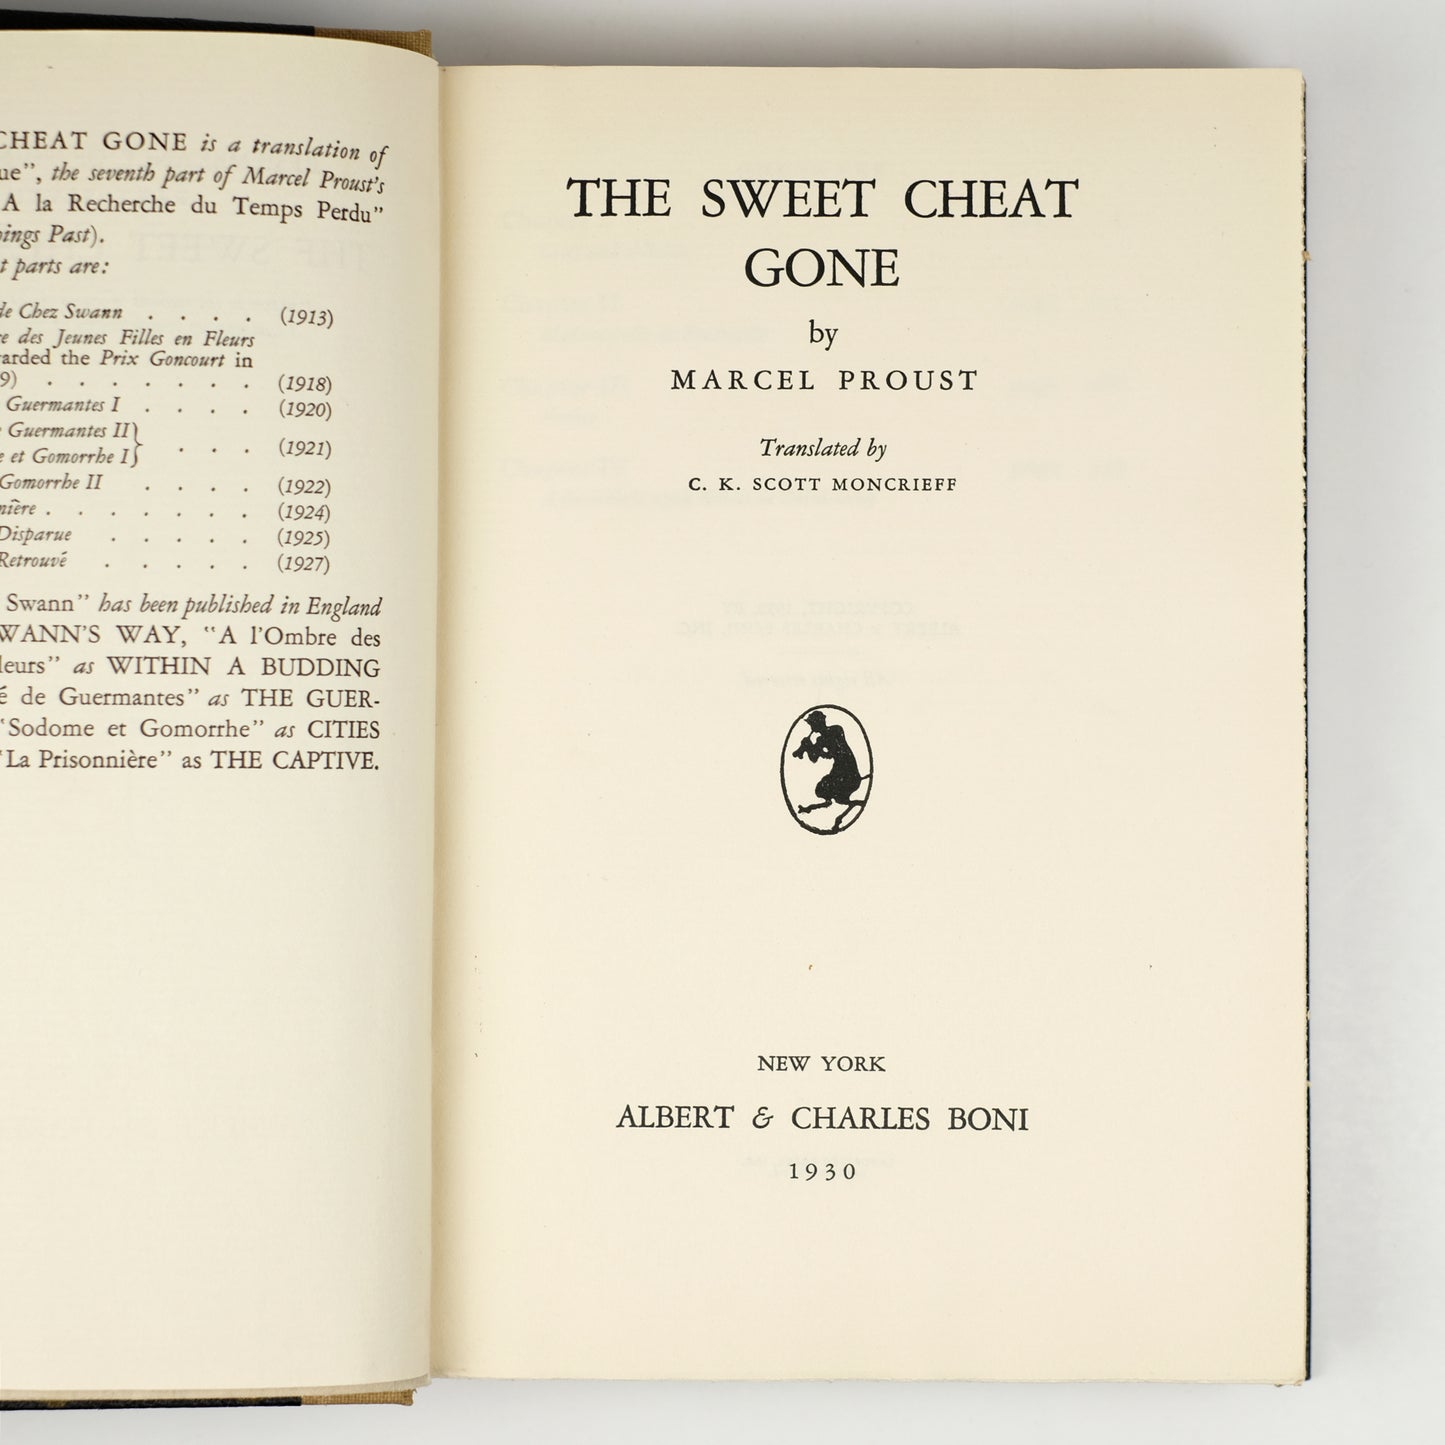 CHEAT GONE is a translation of
the seventh part of Marcel Proust's
A la Recherche du Temps Perdu"
Past).
parts are:
de Chez Swann . . . . (1913)
des Jeunes Filles en Fleurs
the Prix Goncourt in
9) . . . . . . . (1918)
Guermantes I . . . . (1920)
Guermantes II}
et Gomorrhe I} . . . (1921)
Gomorrhe II . . . . (1922)
. . . . . . . (1924)
Disparue . . . . . (1925)
Retrouvé . . . . . (1927)
Swann" has been published in England
WANN'S WAY, "A l'Ombre des
leurs" as WITHIN A BUDDING
de Guermantes" as THE GUER-
"Sodome et Gomorrhe" as CITIES
"La Prisonnière" as THE CAPTIVE.
THE SWEET CHEAT
GONE
by
MARCEL PROUST
Translated by
C. K. SCOTT MONCRIEFF
NEW YORK
ALBERT & CHARLES BONI
1930